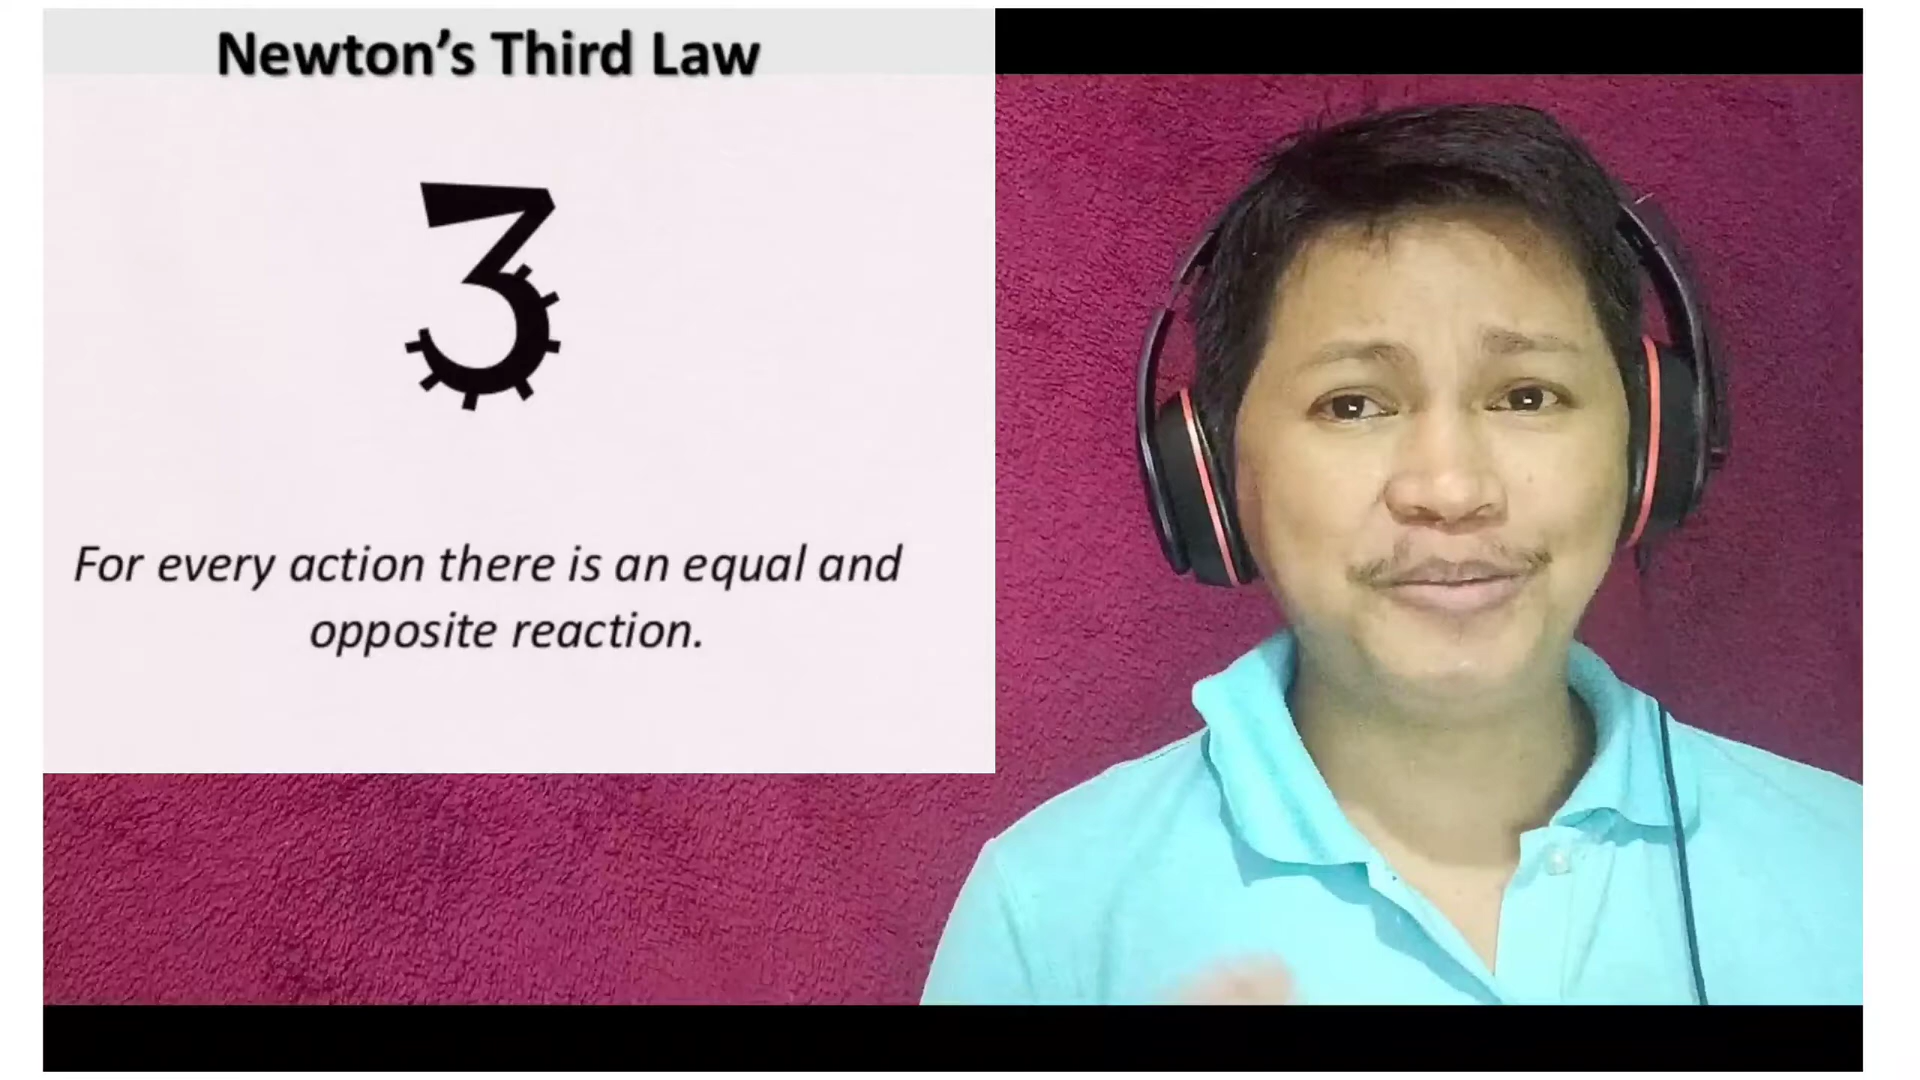 Newton's Third Law
3
For every action there is an equal and
opposite reaction.